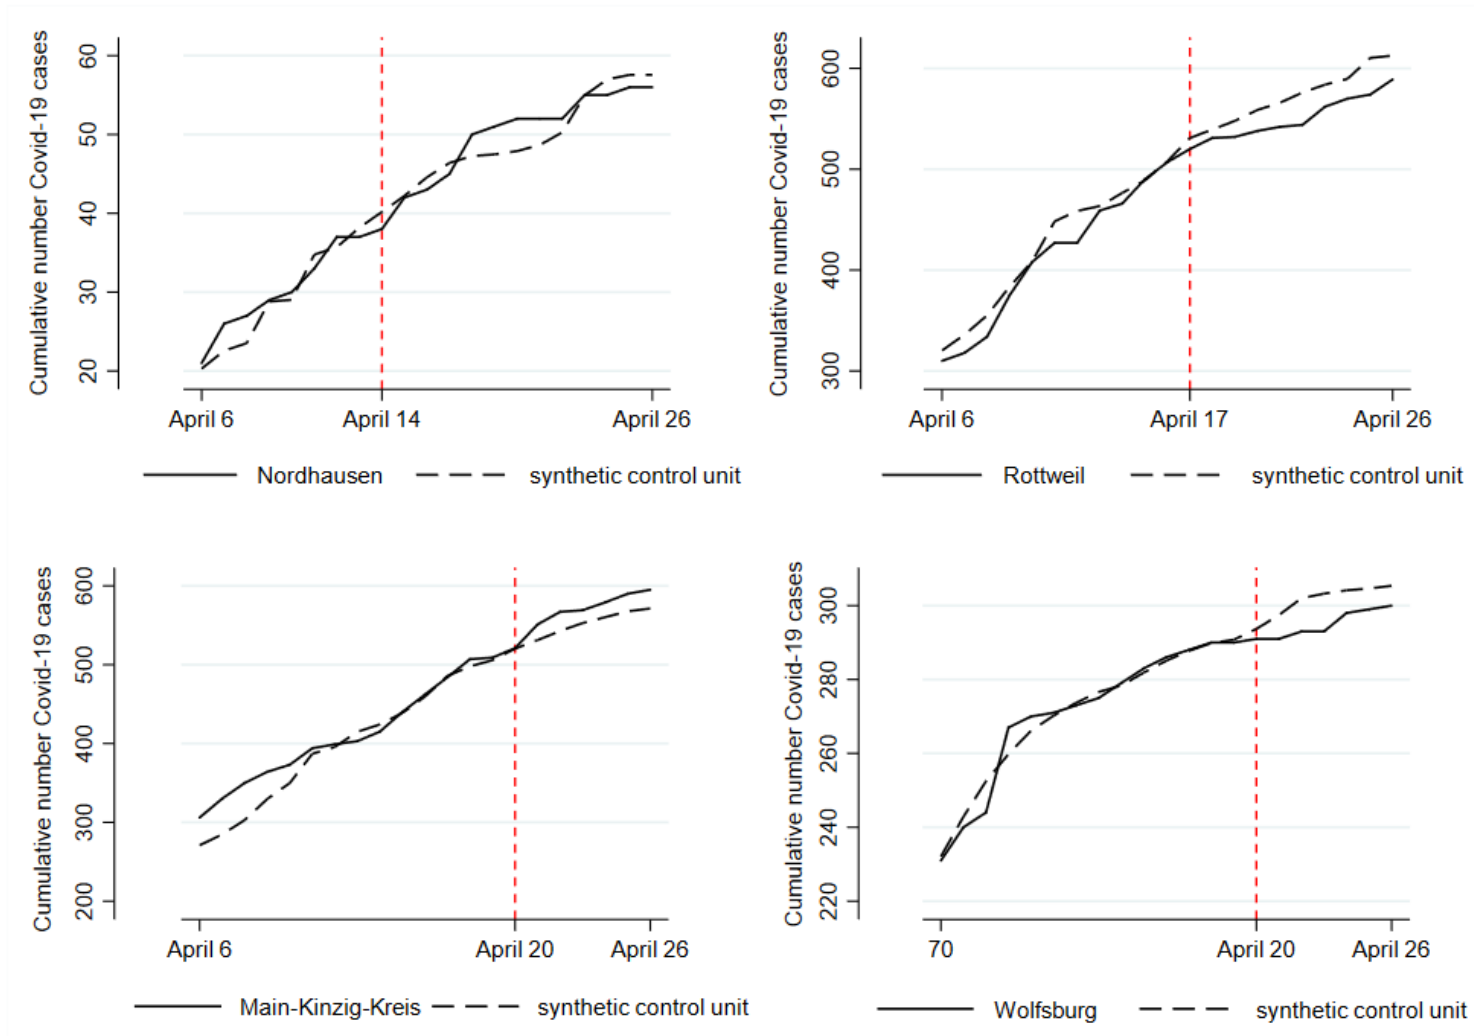 Cumulative number Covid-19 cases
60
50
40
30
20
April 6
April 14
April 26
Nordhausen
synthetic control unit
Cumulative number Covid-19 cases
600
500
400
300
April 6
April 17
April 26
Rottweil
synthetic control unit
Cumulative number Covid-19 cases
600
500
400
300
200
April 6
April 20
April 26
Main-Kinzig-Kreis
synthetic control unit
Cumulative number Covid-19 cases
300
280
260
240
220
70
April 20
April 26
Wolfsburg
synthetic control unit